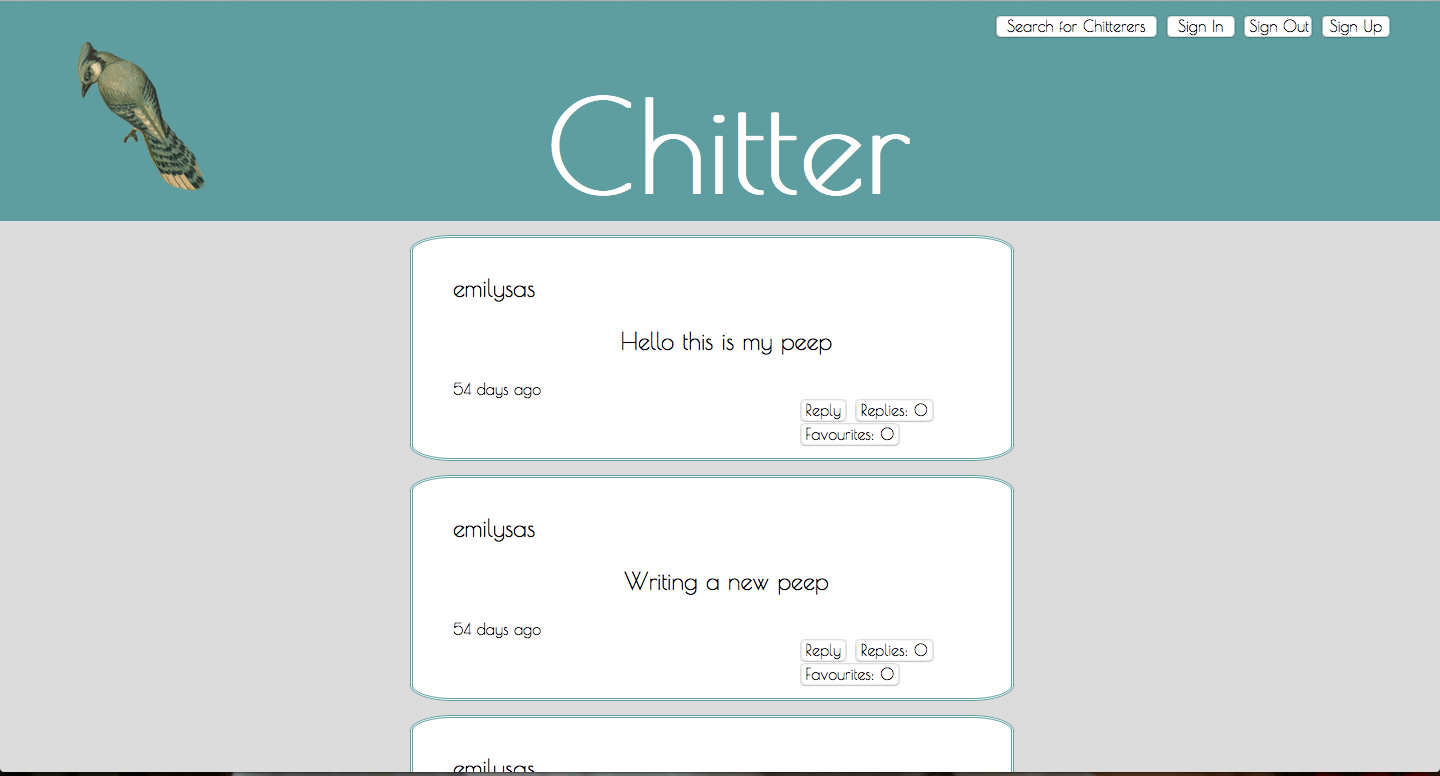 Search for Chitterers Sign In Sign Out Sign Up
Chitter
emilysas
Hello this is my peep
54 days ago
Reply Replies: 0
Favourites: 0
emilysas
Writing a new peep
54 days ago
Reply Replies: 0
Favourites: 0
emilysas